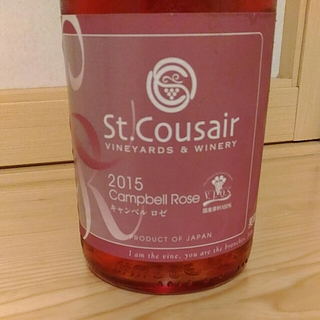 St.Cousair
VINEYARDS & WINERY
2015
Campbell Rose
キャンベル ロゼ
PRODUCT OF JAPAN
I am the vine, you are the branches